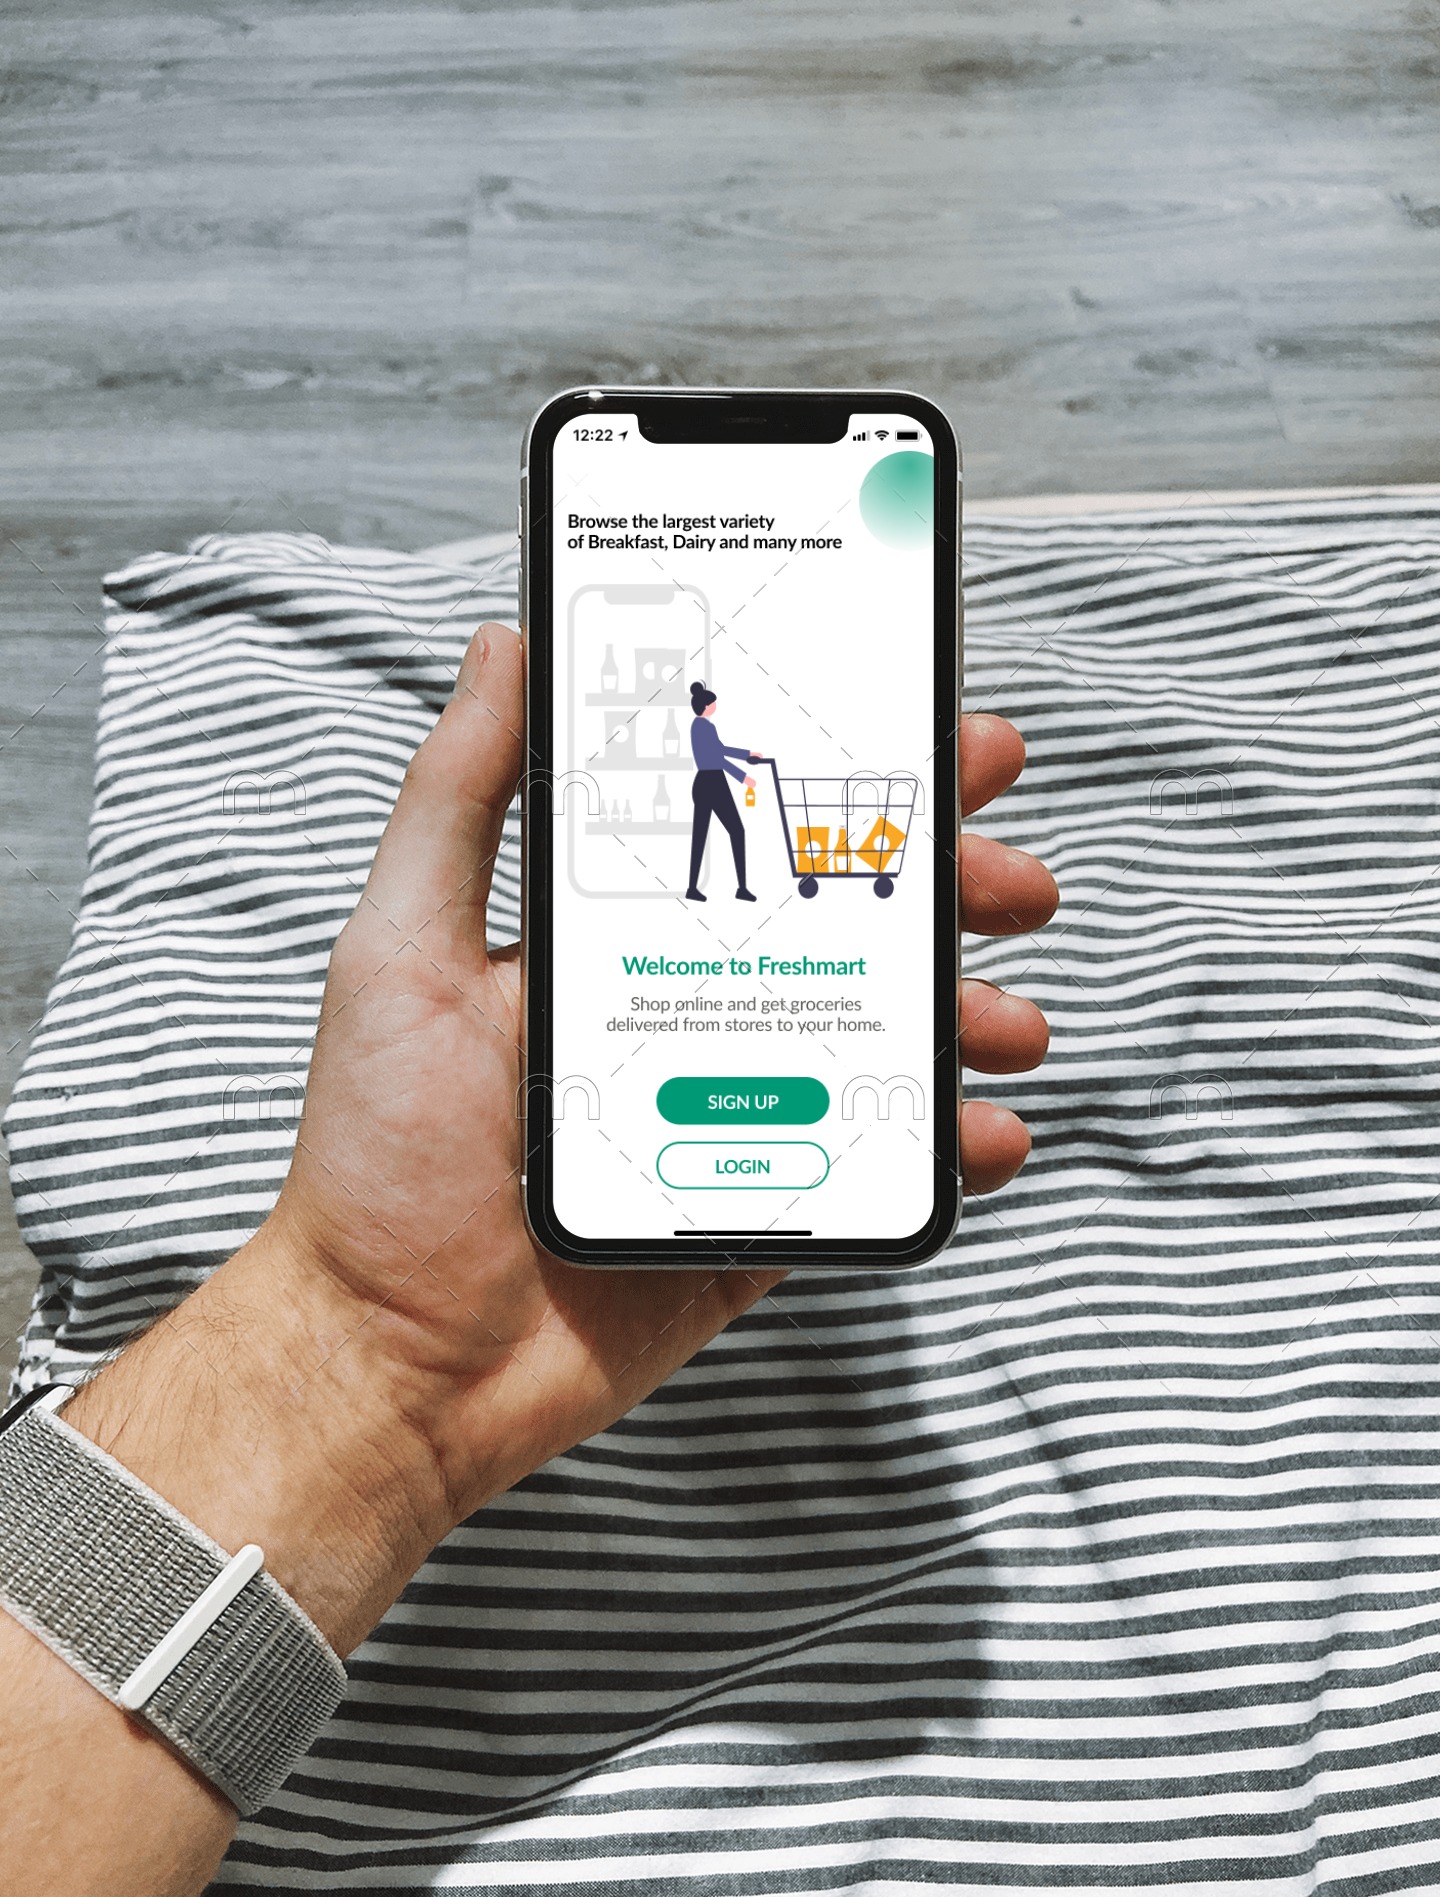 12:22
Browse the largest variety
of Breakfast, Dairy and many more
Welcome to Freshmart
Shop online and get groceries
delivered from stores to your home.
SIGN UP
LOGIN